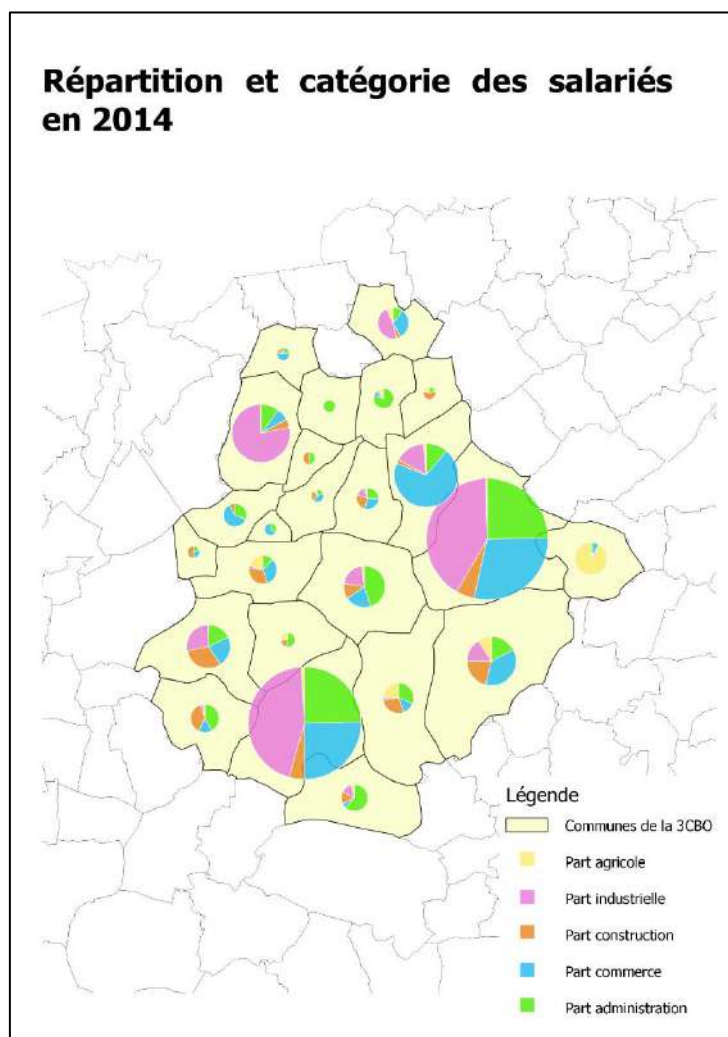 Répartition et catégorie des salariés
en 2014
Légende
Communes de la 3CBO
Part agricole
Part industrielle
Part construction
Part commerce
Part administration